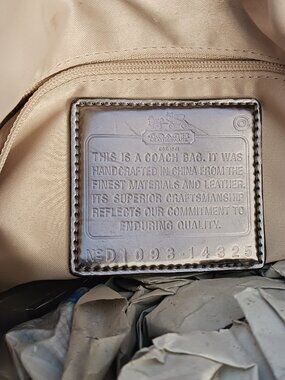 COACH
THIS IS A COACH BAG. IT WAS
HANDCRAFTED IN CHINA FROM THE
FINEST MATERIALS AND LEATHER.
ITS SUPERIOR CRAFTSMANSHIP
REFLECTS OUR COMMITMENT TO
ENDURING QUALITY.
Nº D1093-14325